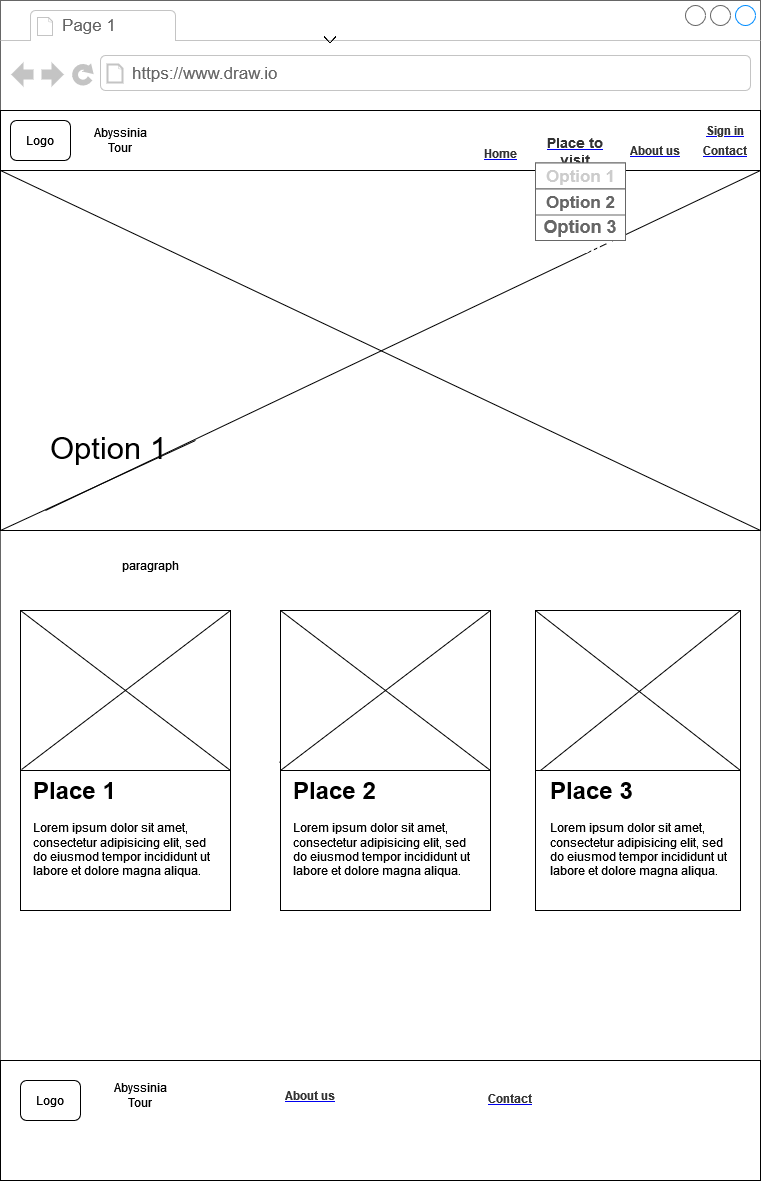 Page 1
https://www.draw.io
Logo
Abyssinia
Tour
Home
Place to
visit
About us
Sign in
Contact
Option 1
Option 2
Option 3
Option 1
paragraph
Place 1
Lorem ipsum dolor sit amet,
consectetur adipisicing elit, sed
do eiusmod tempor incididunt ut
labore et dolore magna aliqua.
Place 2
Lorem ipsum dolor sit amet,
consectetur adipisicing elit, sed
do eiusmod tempor incididunt ut
labore et dolore magna aliqua.
Place 3
Lorem ipsum dolor sit amet,
consectetur adipisicing elit, sed
do eiusmod tempor incididunt ut
labore et dolore magna aliqua.
Logo
Abyssinia
Tour
About us
Contact